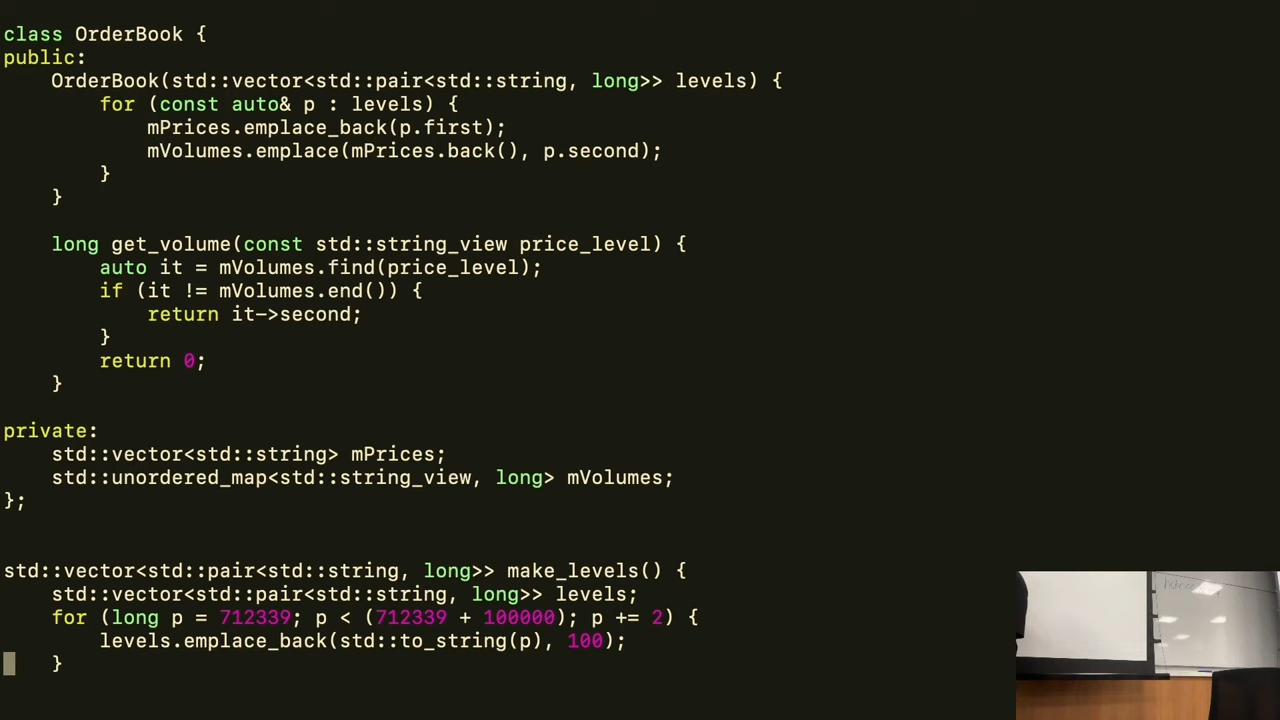 class OrderBook {
public:
    OrderBook(std::vector<std::pair<std::string, long>> levels) {
        for (const auto& p : levels) {
            mPrices.emplace_back(p.first);
            mVolumes.emplace(mPrices.back(), p.second);
        }
    }

    long get_volume(const std::string_view price_level) {
        auto it = mVolumes.find(price_level);
        if (it != mVolumes.end()) {
            return it->second;
        }
        return 0;
    }

private:
    std::vector<std::string> mPrices;
    std::unordered_map<std::string_view, long> mVolumes;
};

std::vector<std::pair<std::string, long>> make_levels() {
    std::vector<std::pair<std::string, long>> levels;
    for (long p = 712339; p < (712339 + 100000); p += 2) {
        levels.emplace_back(std::to_string(p), 100);
    }